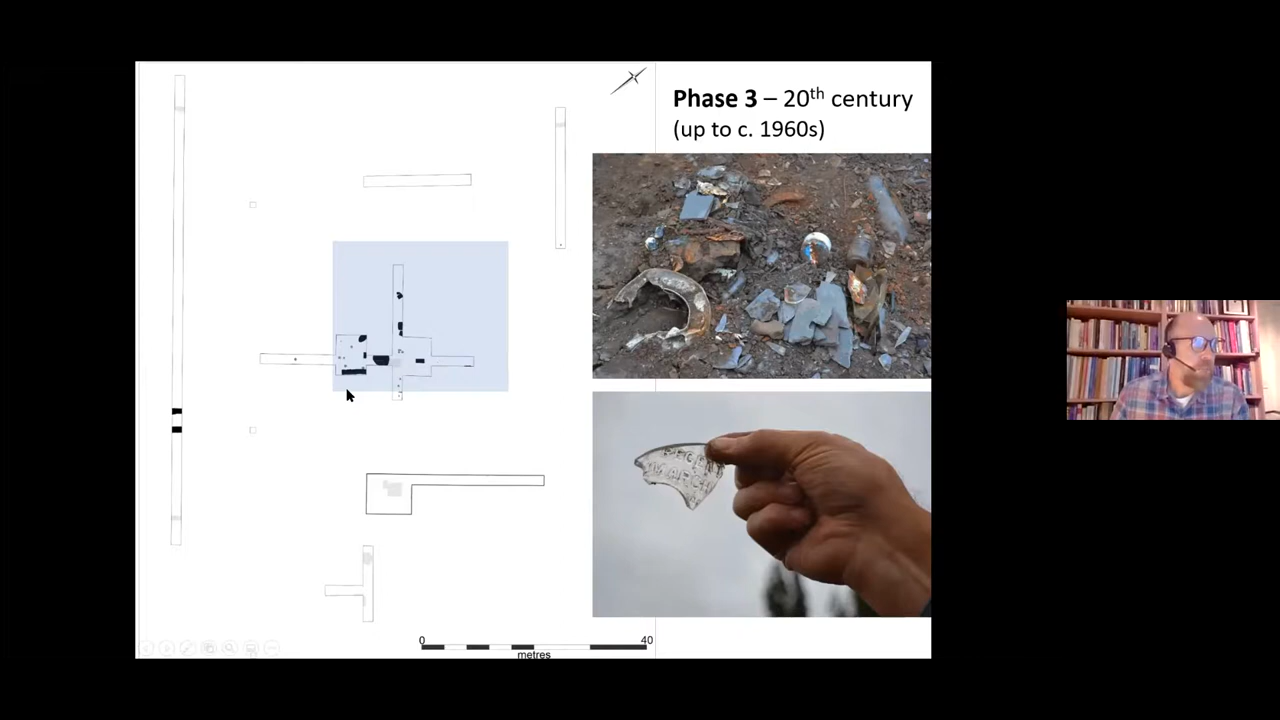 Phase 3 – 20th century
(up to c. 1960s)
0 40
metres